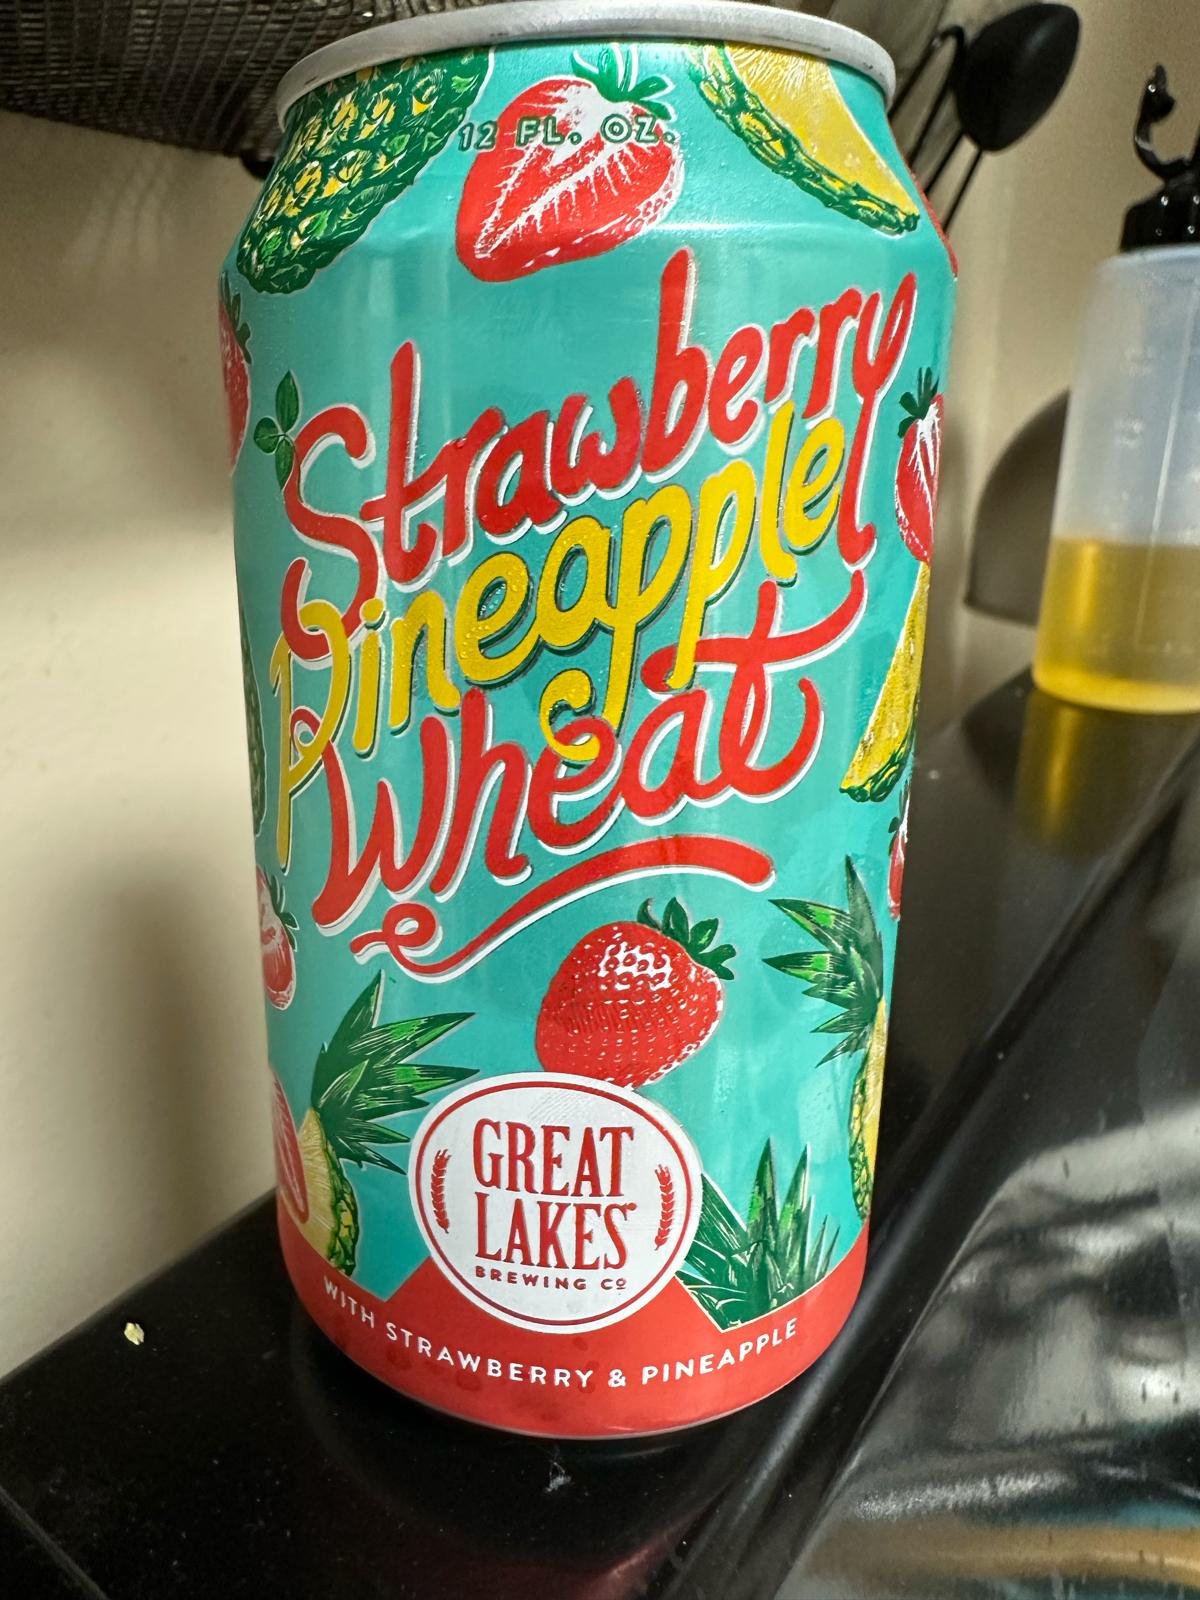 12 FL. OZ.
Strawberry
Pineapple
Wheat
GREAT
LAKES
BREWING CO
WITH STRAWBERRY & PINEAPPLE